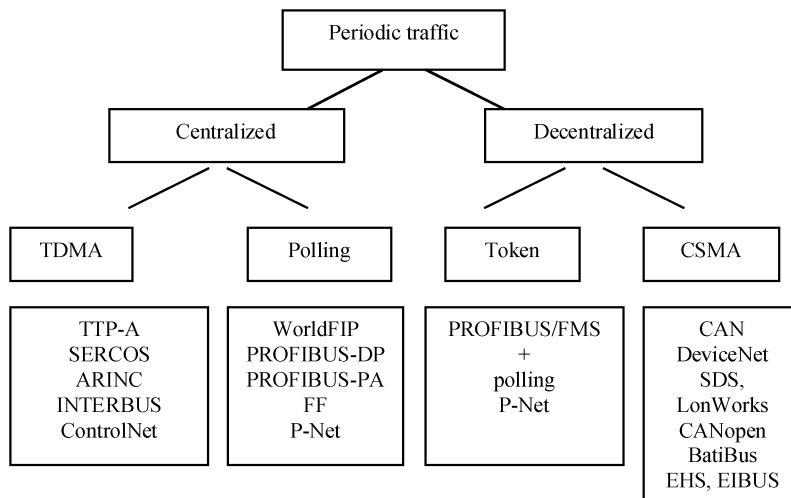 Periodic traffic
Centralized
Decentralized
TDMA
Polling
Token
CSMA
TTP-A
SERCOS
ARINC
INTERBUS
ControlNet
WorldFIP
PROFIBUS-DP
PROFIBUS-PA
FF
P-Net
PROFIBUS/FMS
+
polling
P-Net
CAN
DeviceNet
SDS,
LonWorks
CANopen
BatiBus
EHS, EIBUS